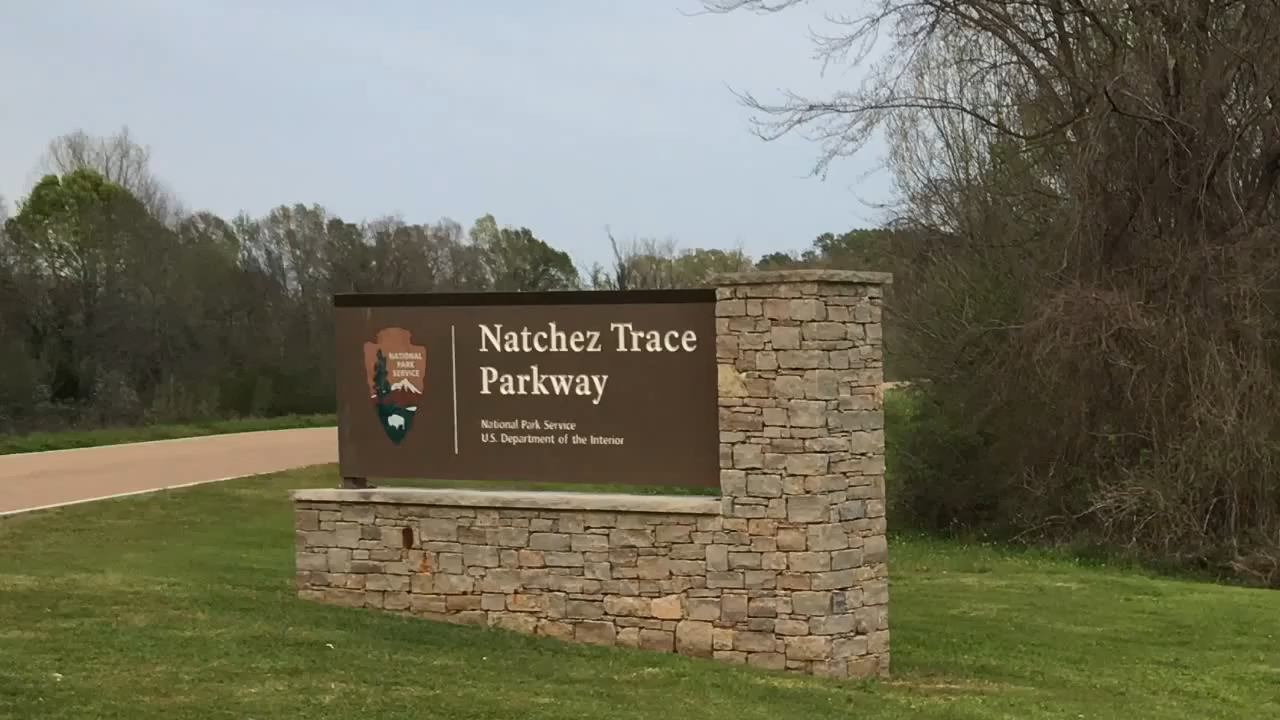 NATIONAL
PARK
SERVICE
Natchez Trace
Parkway
National Park Service
U.S. Department of the Interior